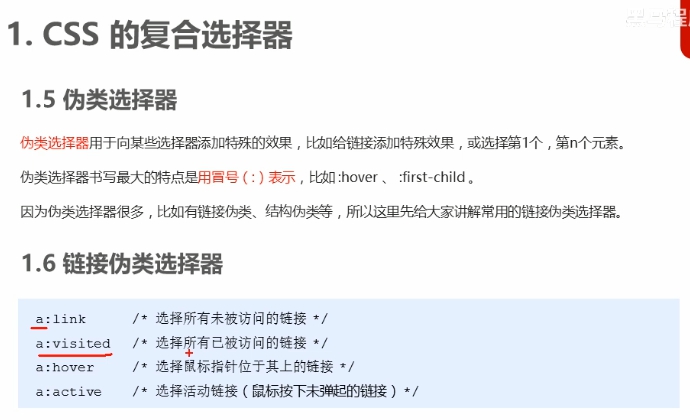 1. CSS 的复合选择器
1.5 伪类选择器
伪类选择器用于向某些选择器添加特殊的效果，比如给链接添加特殊效果，或选择第1个，第n个元素。
伪类选择器书写最大的特点是用冒号（:）表示，比如 :hover 、 :first-child 。
因为伪类选择器很多，比如有链接伪类、结构伪类等，所以这里先给大家讲解常用的链接伪类选择器。
1.6 链接伪类选择器
a:link /* 选择所有未被访问的链接 */
a:visited /* 选择所有已被访问的链接 */
a:hover /* 选择鼠标指针位于其上的链接 */
a:active /* 选择活动链接（鼠标按下未弹起的链接）*/